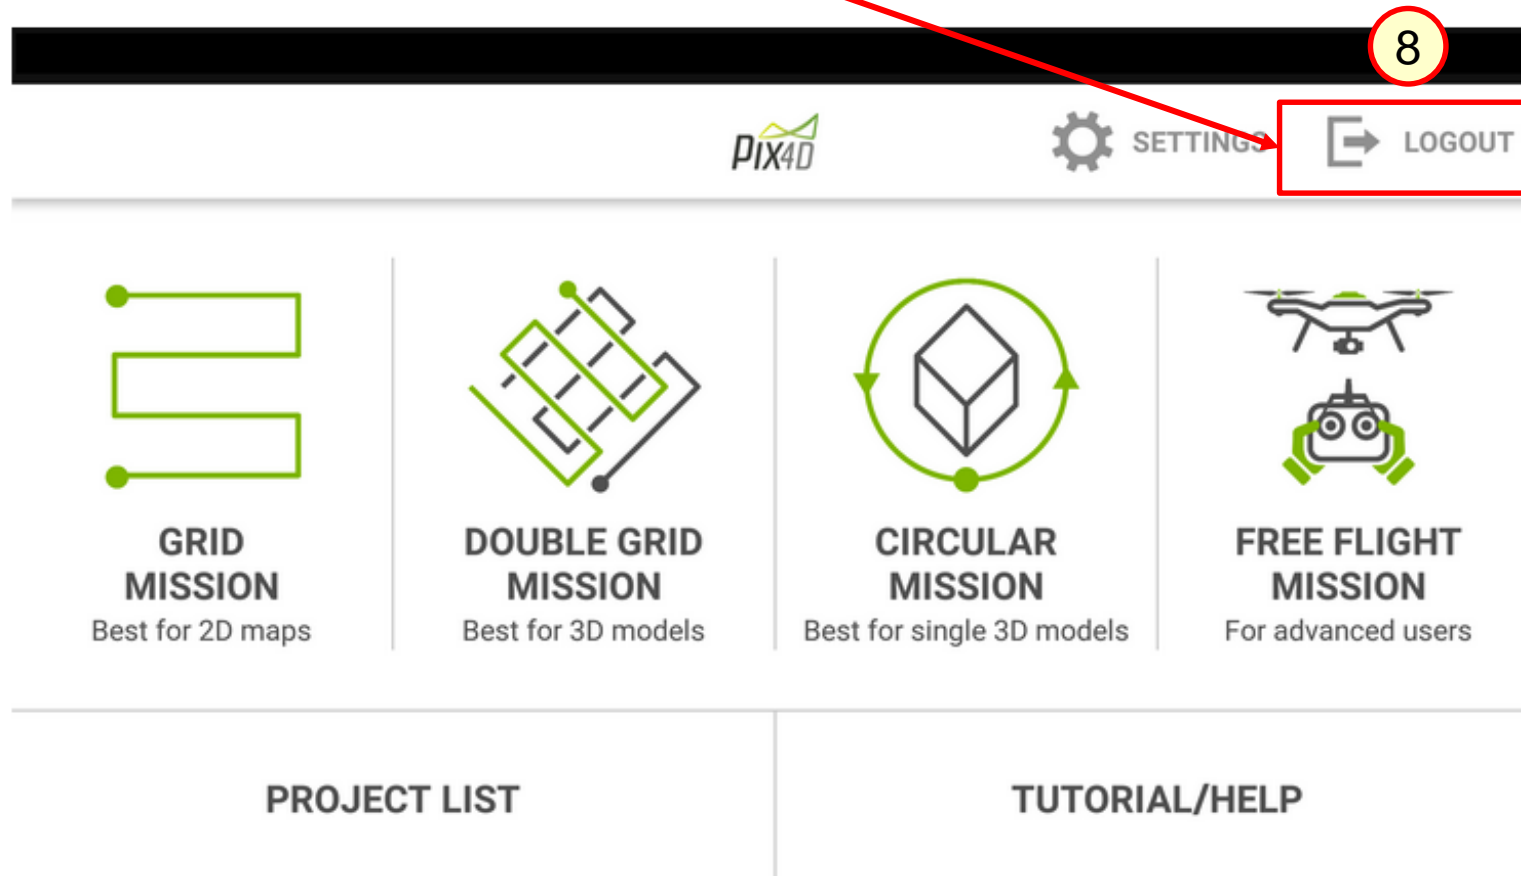 8
PIX4D
SETTINGS
LOGOUT
GRID
MISSION
Best for 2D maps
DOUBLE GRID
MISSION
Best for 3D models
CIRCULAR
MISSION
Best for single 3D models
FREE FLIGHT
MISSION
For advanced users
PROJECT LIST
TUTORIAL/HELP